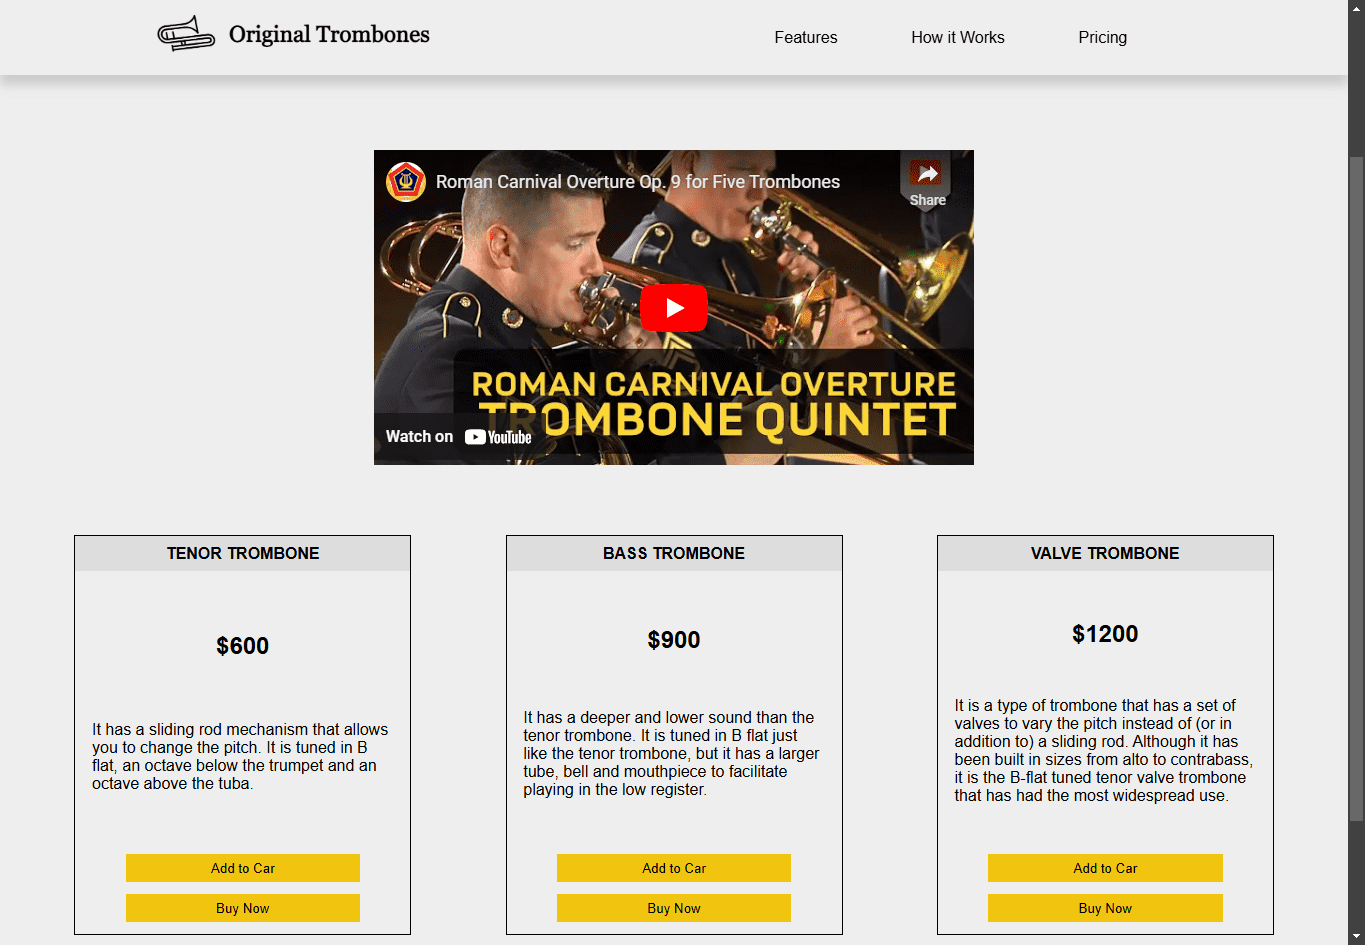 Original Trombones
Features
How it Works
Pricing
Roman Carnival Overture Op. 9 for Five Trombones
Share
ROMAN CARNIVAL OVERTURE
TROMBONE QUINTET
Watch on YouTube
TENOR TROMBONE
$600
It has a sliding rod mechanism that allows
you to change the pitch. It is tuned in B
flat, an octave below the trumpet and an
octave above the tuba.
Add to Car
Buy Now
BASS TROMBONE
$900
It has a deeper and lower sound than the
tenor trombone. It is tuned in B flat just
like the tenor trombone, but it has a larger
tube, bell and mouthpiece to facilitate
playing in the low register.
Add to Car
Buy Now
VALVE TROMBONE
$1200
It is a type of trombone that has a set of
valves to vary the pitch instead of (or in
addition to) a sliding rod. Although it has
been built in sizes from alto to contrabass,
it is the B-flat tuned tenor valve trombone
that has had the most widespread use.
Add to Car
Buy Now